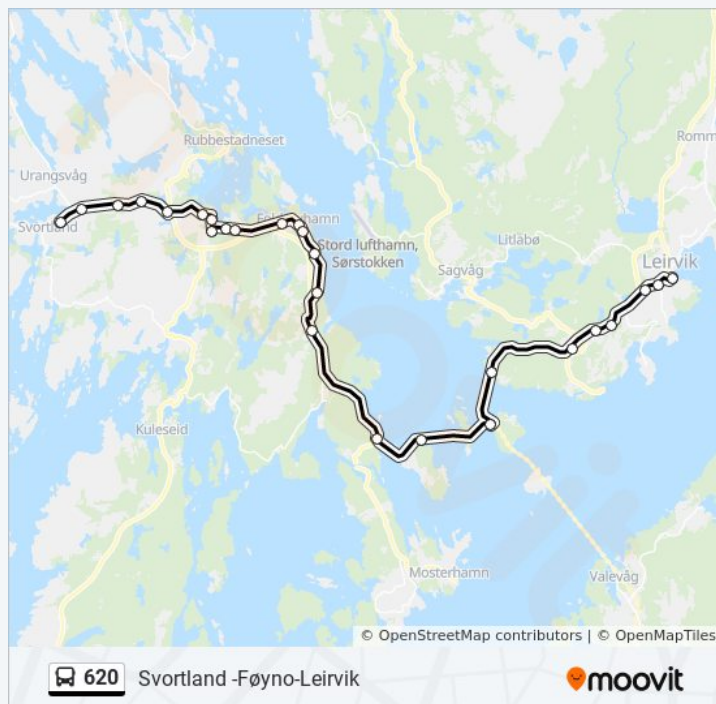 Rubbestadneset
Romm
Urangsvåg
Svortland
Stord lufthamn,
Sørstokken
Litlabø
Sagvåg
Leirvik
Kuleseid
Mosterhamn
Valevåg
© OpenStreetMap contributors | © OpenMapTiles
620
Svortland -Føyno-Leirvik
moovit